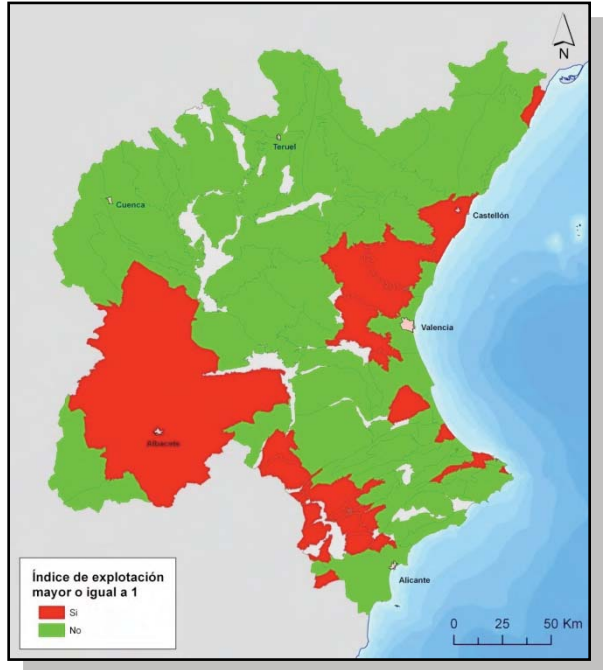 N
Teruel
Cuenca
Castellón
Valencia
Albacete
Alicante
Índice de explotación
mayor o igual a 1
Si
No
0 25 50 Km